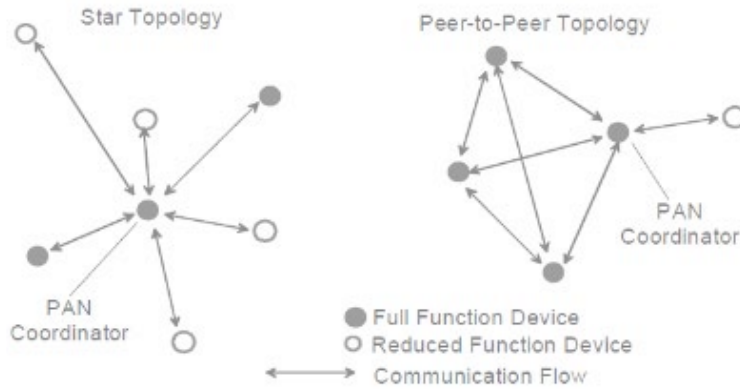 Star Topology
Peer-to-Peer Topology
PAN
Coordinator
PAN
Coordinator
Full Function Device
Reduced Function Device
Communication Flow